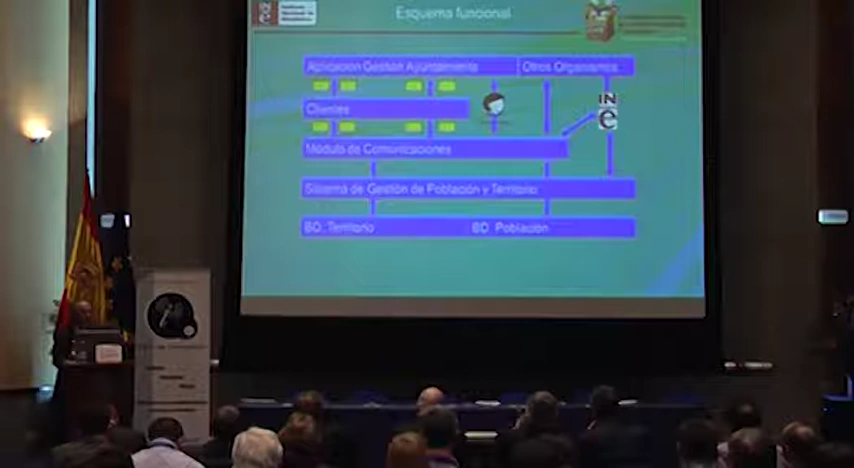 Esquema funcional
Aplicación Gestión Ayuntamiento
Otros Organismos
Clientes
INe
Módulo de Comunicaciones
Sistema de Gestión de Población y Territorio
BD. Territorio
BD. Población